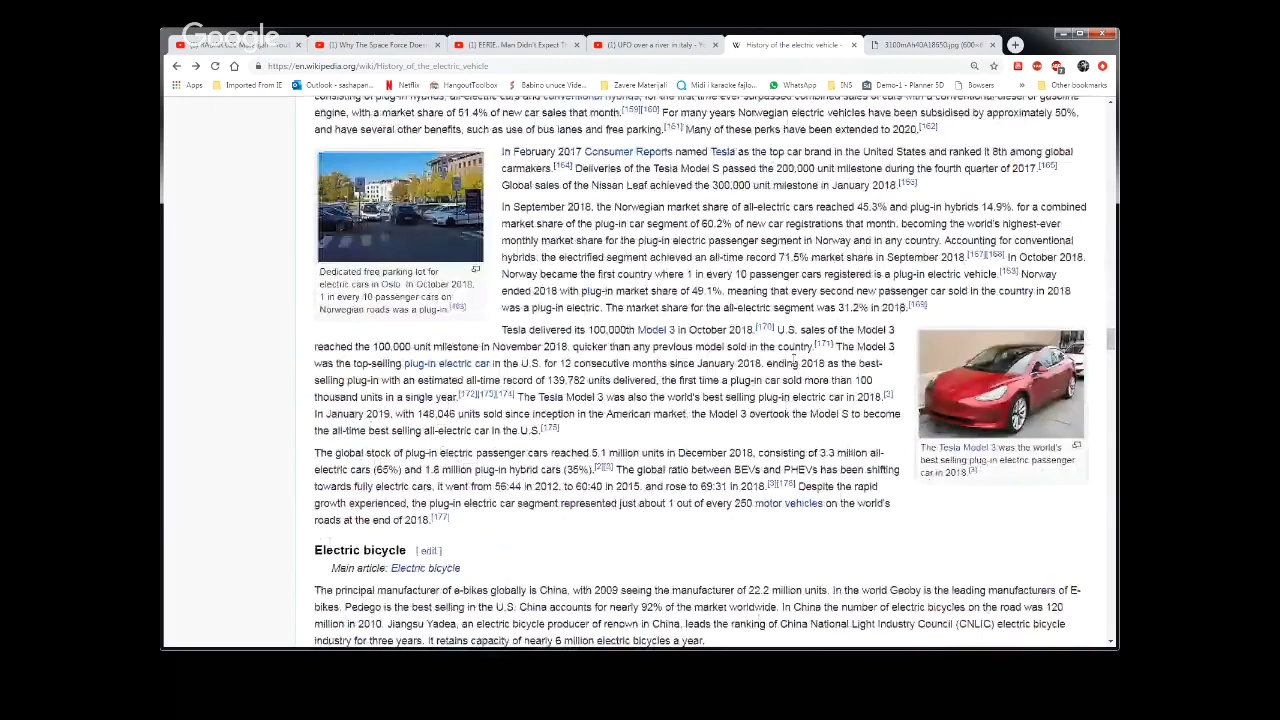 Google
(1) Why The Space Force Does
(1) EERIE.. Man Didn't Expect T
(1) UFO over a river in italy - Yo
History of the electric vehicle -
3100mAh40A18650.jpg (600×6
https://en.wikipedia.org/wiki/History_of_the_electric_vehicle
Apps Imported From IE Outlook - sashapan Netflix HangoutToolbox Babino unuce Video Zavere Materijali Midi i karaoke fajlo WhatsApp INS Demo-1 - Planner 5D Bowsers Other bookmarks
consisting of plug-in hybrids, all-electric cars and conventional hybrids, for the first time ever surpassed combined sales of cars with a conventional diesel or gasoline
engine, with a market share of 51.4% of new car sales that month.[159][160] For many years Norwegian electric vehicles have been subsidised by approximately 50%,
and have several other benefits, such as use of bus lanes and free parking.[161] Many of these perks have been extended to 2020.[162]
In February 2017 Consumer Reports named Tesla as the top car brand in the United States and ranked it 8th among global
carmakers.[164] Deliveries of the Tesla Model S passed the 200,000 unit milestone during the fourth quarter of 2017.[165]
Global sales of the Nissan Leaf achieved the 300,000 unit milestone in January 2018.[166]
In September 2018, the Norwegian market share of all-electric cars reached 45.3% and plug-in hybrids 14.9%, for a combined
market share of the plug-in car segment of 60.2% of new car registrations that month, becoming the world's highest-ever
monthly market share for the plug-in electric passenger segment in Norway and in any country. Accounting for conventional
hybrids, the electrified segment achieved an all-time record 71.5% market share in September 2018.[167][168] In October 2018,
Norway became the first country where 1 in every 10 passenger cars registered is a plug-in electric vehicle.[163] Norway
ended 2018 with plug-in market share of 49.1%, meaning that every second new passenger car sold in the country in 2018
was a plug-in electric. The market share for the all-electric segment was 31.2% in 2018.[169]
Dedicated free parking lot for
electric cars in Oslo. In October 2018,
1 in every 10 passenger cars on
Norwegian roads was a plug-in.[163]
Tesla delivered its 100,000th Model 3 in October 2018.[170] U.S. sales of the Model 3
reached the 100,000 unit milestone in November 2018, quicker than any previous model sold in the country.[171] The Model 3
was the top-selling plug-in electric car in the U.S. for 12 consecutive months since January 2018, ending 2018 as the best-
selling plug-in with an estimated all-time record of 139,782 units delivered, the first time a plug-in car sold more than 100
thousand units in a single year.[172][173][174] The Tesla Model 3 was also the world's best selling plug-in electric car in 2018.[3]
In January 2019, with 148,046 units sold since inception in the American market, the Model 3 overtook the Model S to become
the all-time best selling all-electric car in the U.S.[175]
The Tesla Model 3 was the world's
best selling plug-in electric passenger
car in 2018.[3]
The global stock of plug-in electric passenger cars reached 5.1 million units in December 2018, consisting of 3.3 million all-
electric cars (65%) and 1.8 million plug-in hybrid cars (35%).[2][3] The global ratio between BEVs and PHEVs has been shifting
towards fully electric cars, it went from 56:44 in 2012, to 60:40 in 2015, and rose to 69:31 in 2018.[3][176] Despite the rapid
growth experienced, the plug-in electric car segment represented just about 1 out of every 250 motor vehicles on the world's
roads at the end of 2018.[177]
Electric bicycle [ edit ]
Main article: Electric bicycle
The principal manufacturer of e-bikes globally is China, with 2009 seeing the manufacturer of 22.2 million units. In the world Geoby is the leading manufacturers of E-
bikes. Pedego is the best selling in the U.S. China accounts for nearly 92% of the market worldwide. In China the number of electric bicycles on the road was 120
million in 2010. Jiangsu Yadea, an electric bicycle producer of renown in China, leads the ranking of China National Light Industry Council (CNLIC) electric bicycle
industry for three years. It retains capacity of nearly 6 million electric bicycles a year.